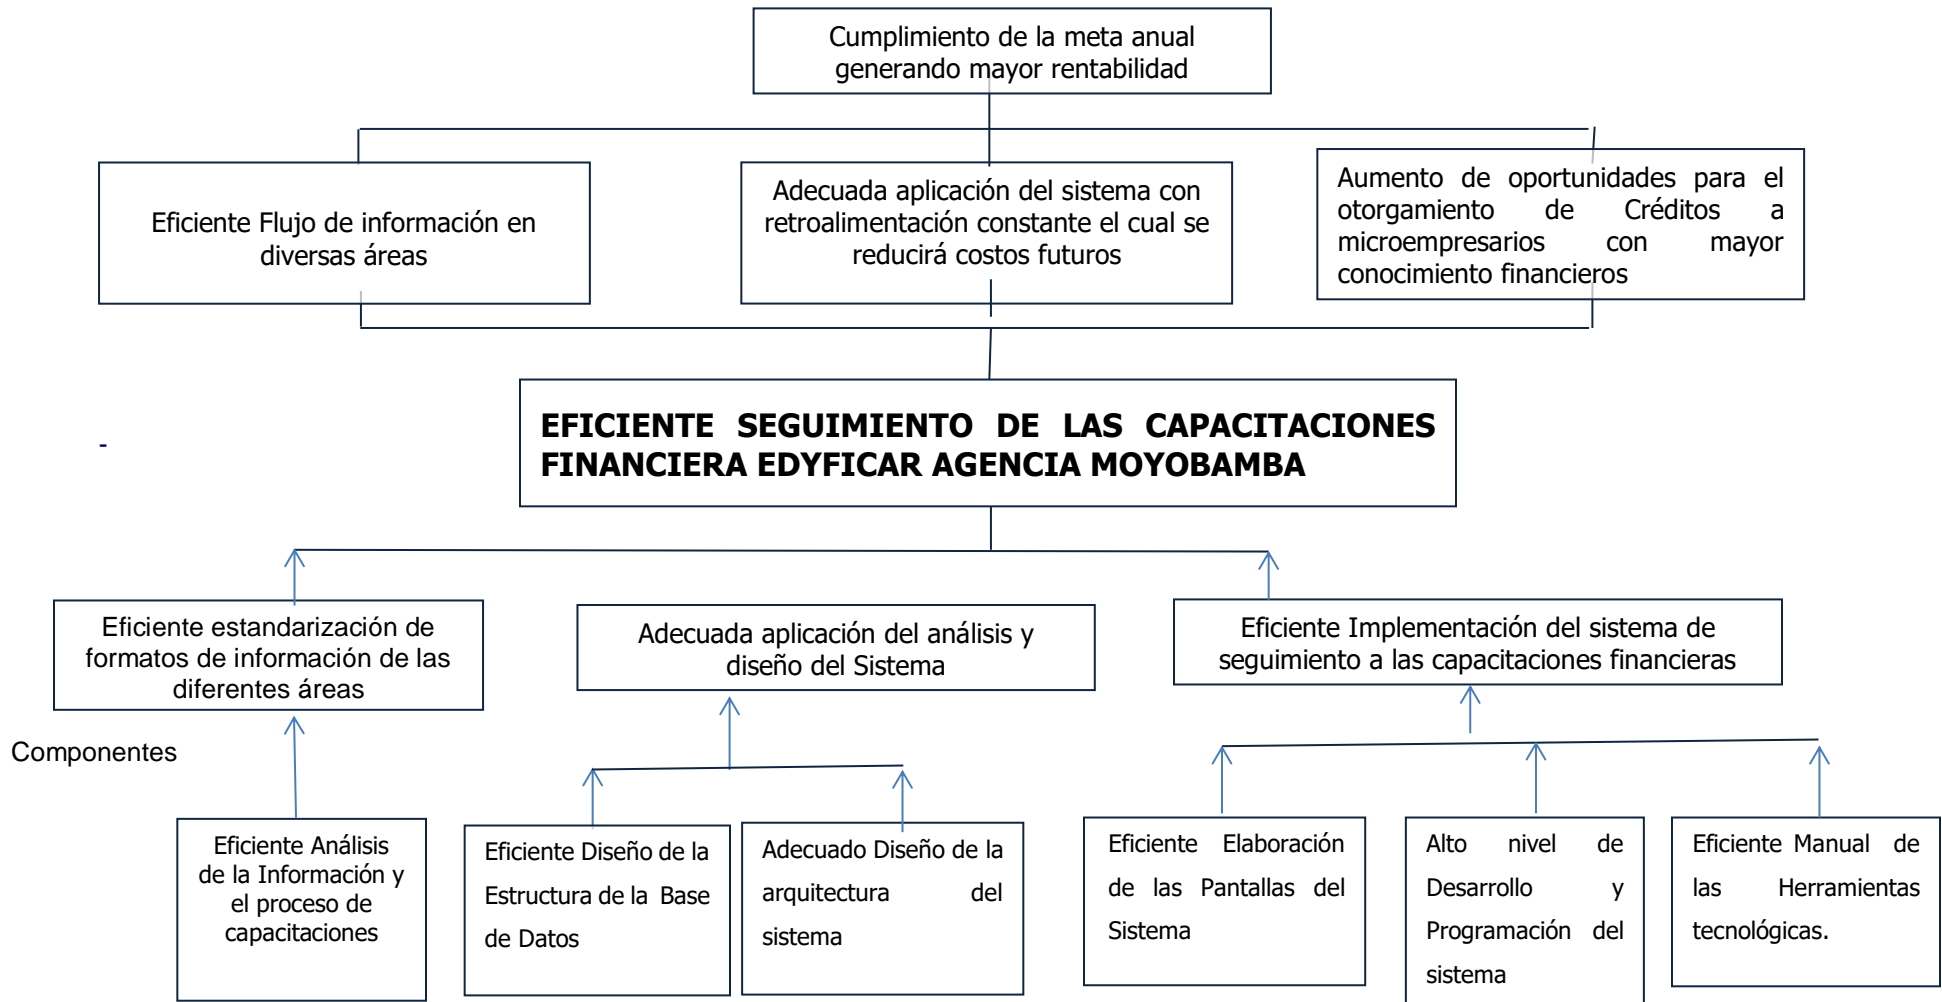 Cumplimiento de la meta anual
generando mayor rentabilidad
Eficiente Flujo de información en
diversas áreas
Adecuada aplicación del sistema con
retroalimentación constante el cual se
reducirá costos futuros
Aumento de oportunidades para el
otorgamiento de Créditos a
microempresarios con mayor
conocimiento financieros
EFICIENTE SEGUIMIENTO DE LAS CAPACITACIONES
FINANCIERA EDYFICAR AGENCIA MOYOBAMBA
-
Eficiente estandarización de
formatos de información de las
diferentes áreas
Adecuada aplicación del análisis y
diseño del Sistema
Eficiente Implementación del sistema de
seguimiento a las capacitaciones financieras
Componentes
Eficiente Análisis
de la Información y
el proceso de
capacitaciones
Eficiente Diseño de la
Estructura de la Base
de Datos
Adecuado Diseño de la
arquitectura del
sistema
Eficiente Elaboración
de las Pantallas del
Sistema
Alto nivel de
Desarrollo y
Programación del
sistema
Eficiente Manual de
las Herramientas
tecnológicas.